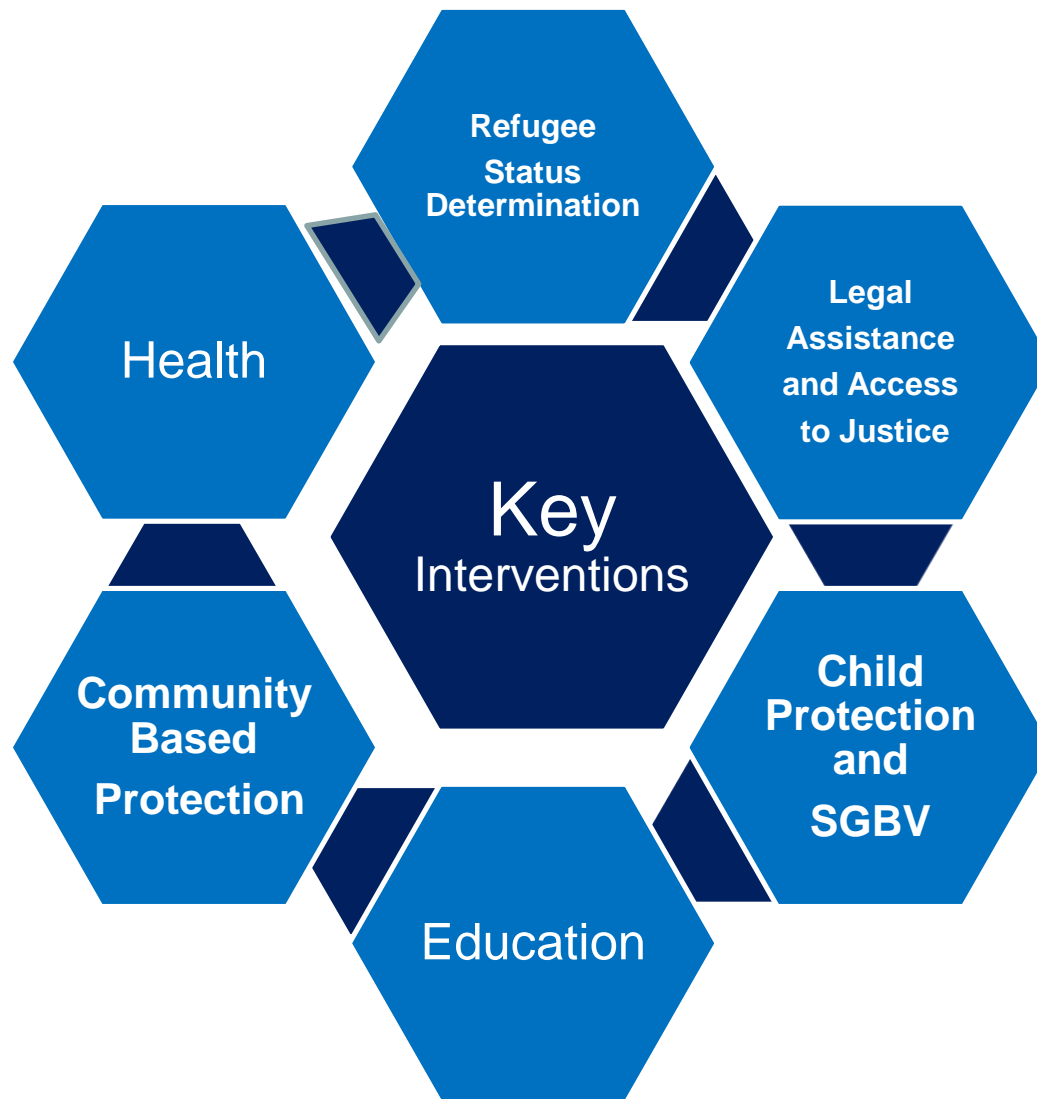 Refugee
Status
Determination
Legal
Assistance
and Access
to Justice
Health
Key
Interventions
Child
Protection
and
SGBV
Community
Based
Protection
Education